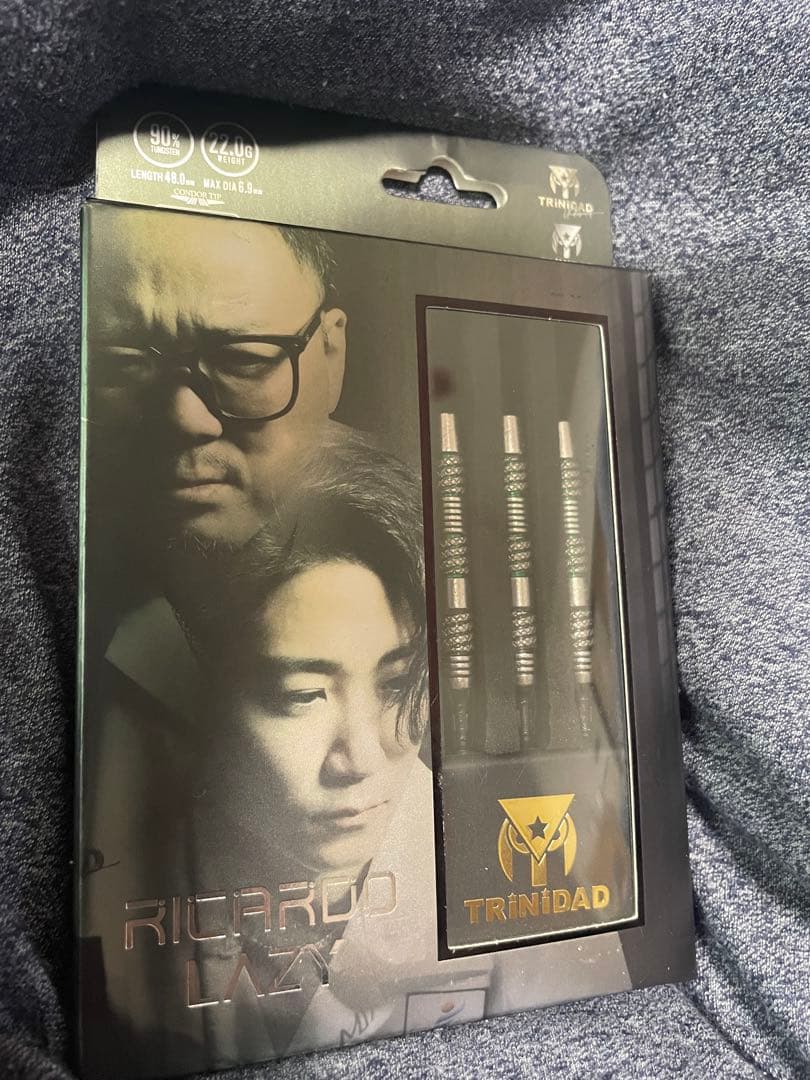 90%
TUNGSTEN
22.0G
WEIGHT
LENGTH 48.0mm MAX DIA 6.9mm
CONDOR TIP
TRiNiDAD
RICARDO
LAZY
TRiNiDAD